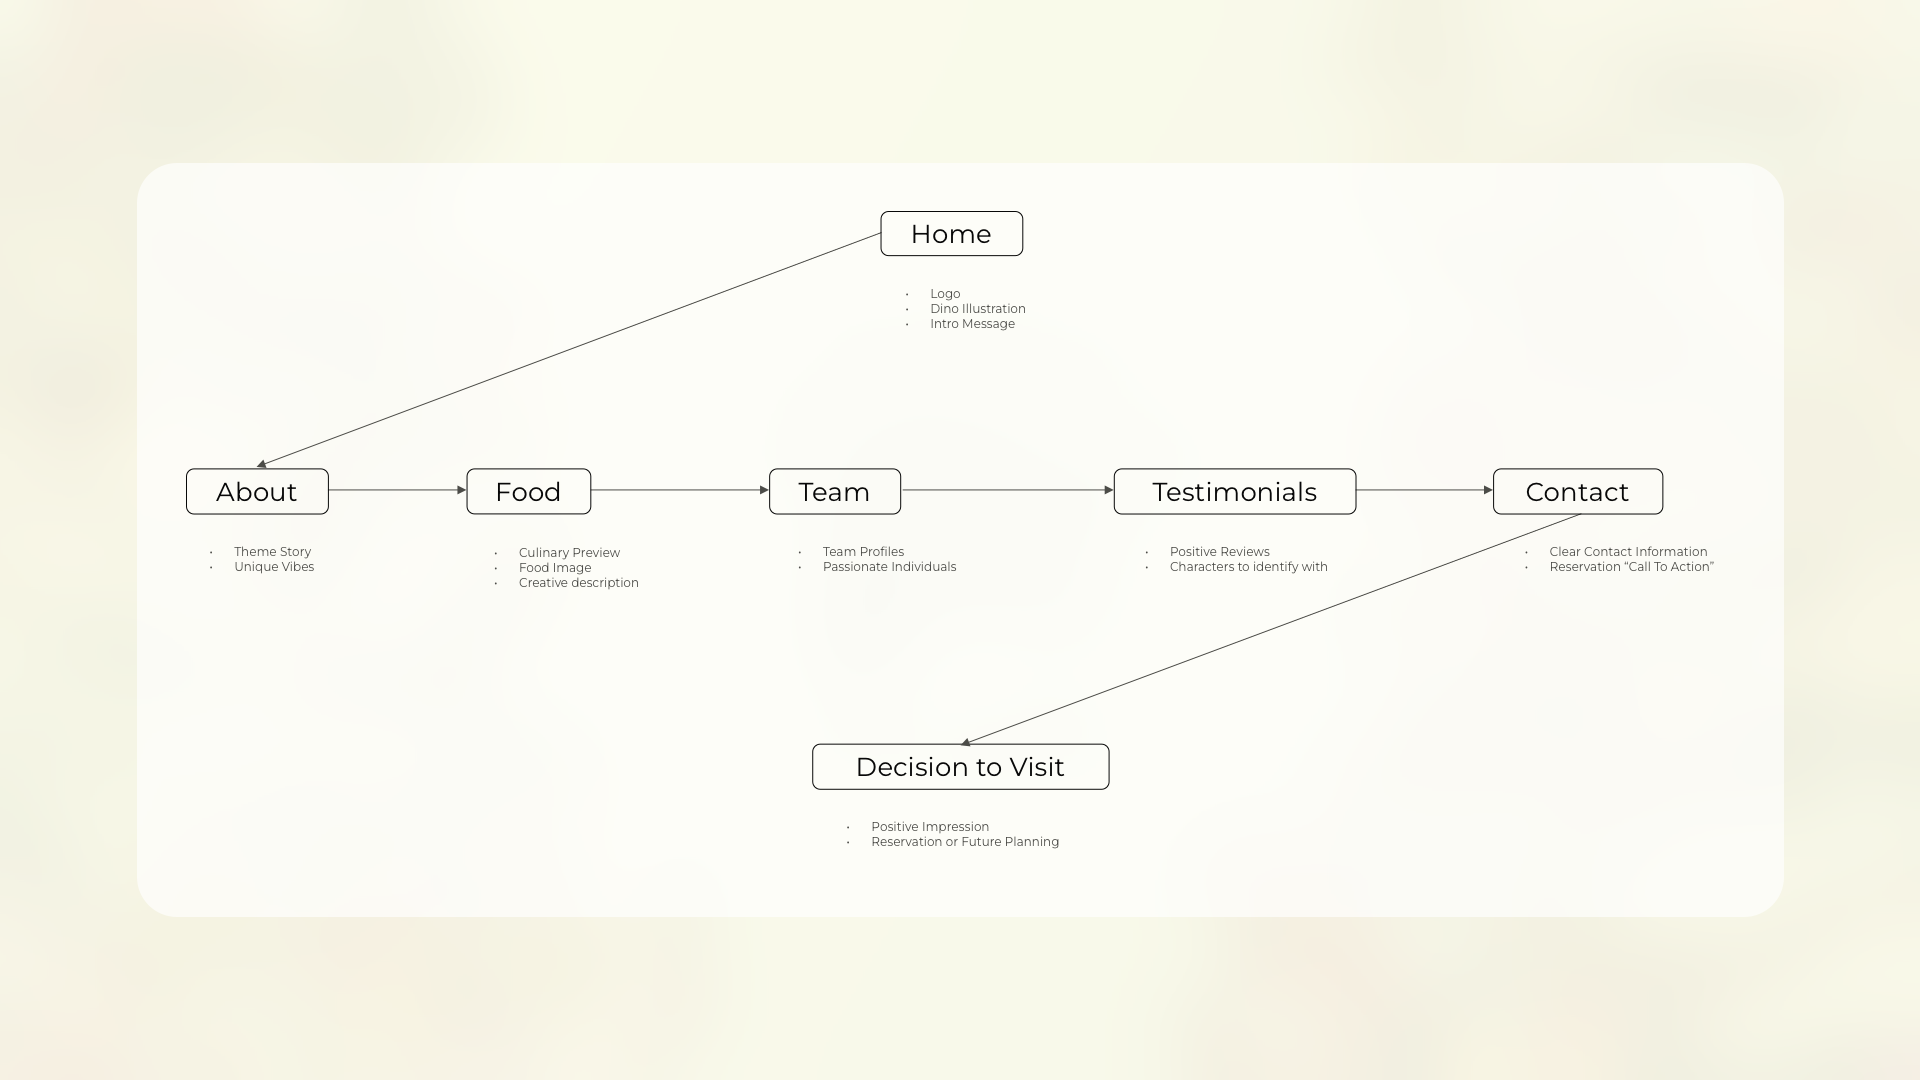 Home
• Logo
• Dino Illustration
• Intro Message
About
• Theme Story
• Unique Vibes
Food
• Culinary Preview
• Food Image
• Creative description
Team
• Team Profiles
• Passionate Individuals
Testimonials
• Positive Reviews
• Characters to identify with
Contact
• Clear Contact Information
• Reservation “Call To Action”
Decision to Visit
• Positive Impression
• Reservation or Future Planning